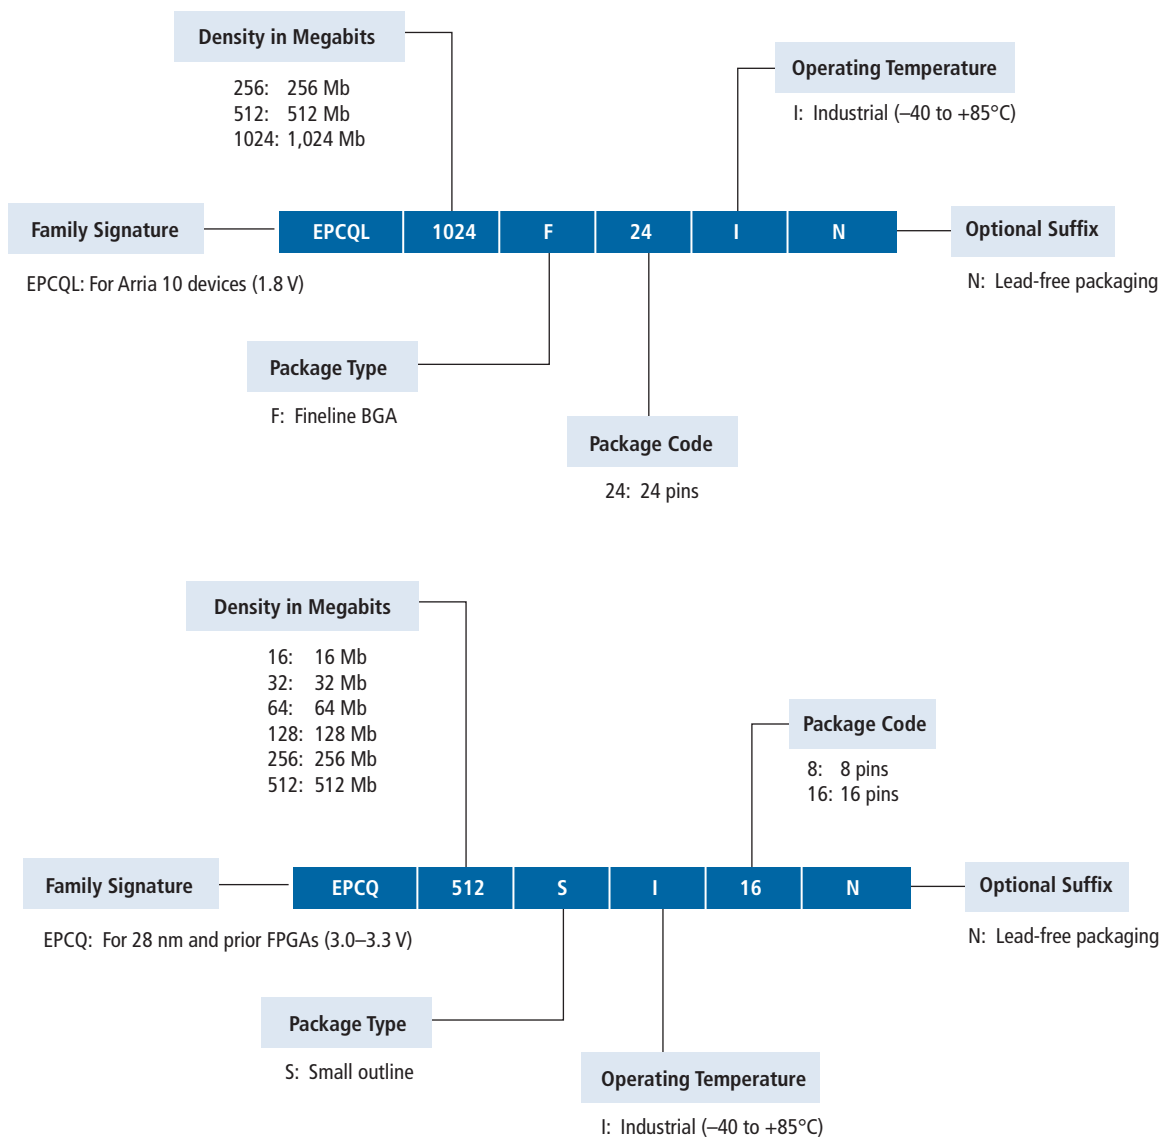 Density in Megabits
256: 256 Mb
512: 512 Mb
1024: 1,024 Mb
Operating Temperature
I: Industrial (–40 to +85°C)
Family Signature
EPCQL 1024 F 24 I N
Optional Suffix
EPCQL: For Arria 10 devices (1.8 V)
N: Lead-free packaging
Package Type
F: Fineline BGA
Package Code
24: 24 pins
Density in Megabits
16: 16 Mb
32: 32 Mb
64: 64 Mb
128: 128 Mb
256: 256 Mb
512: 512 Mb
Package Code
8: 8 pins
16: 16 pins
Family Signature
EPCQ 512 S I 16 N
Optional Suffix
EPCQ: For 28 nm and prior FPGAs (3.0–3.3 V)
N: Lead-free packaging
Package Type
S: Small outline
Operating Temperature
I: Industrial (–40 to +85°C)